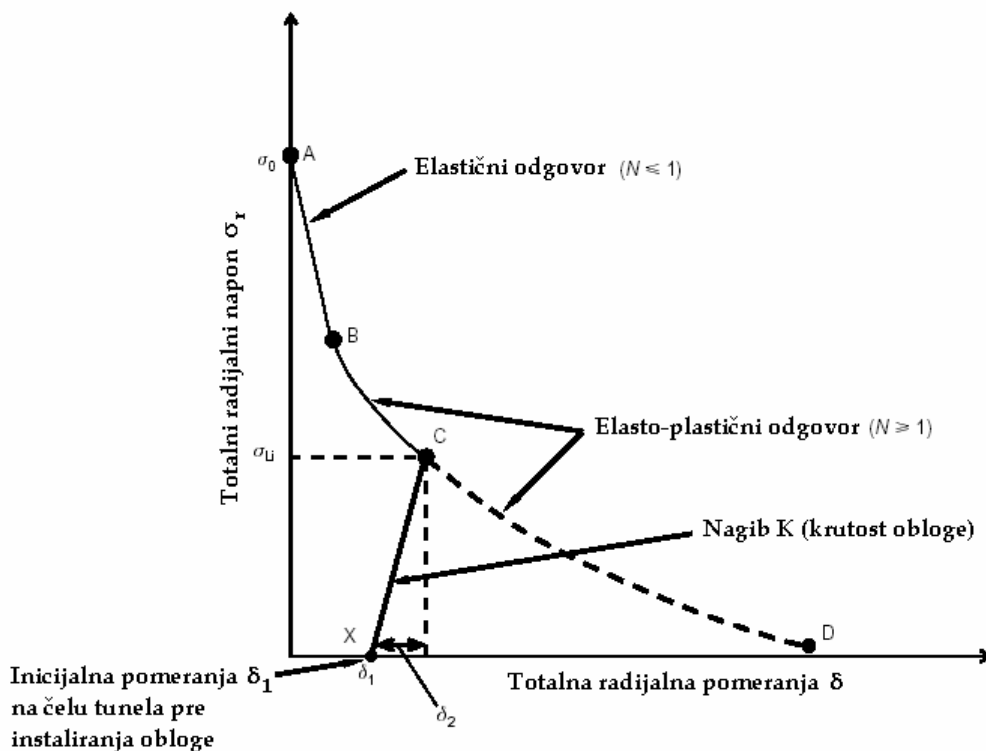 σ0
A
Elastični odgovor (N ≤ 1)
Totalni radijalni napon σr
B
C
Elasto-plastični odgovor (N ≥ 1)
σLi
Nagib K (krutost obloge)
X
D
δ1
Inicijalna pomeranja δ1
na čelu tunela pre
instaliranja obloge
Totalna radijalna pomeranja δ
δ2